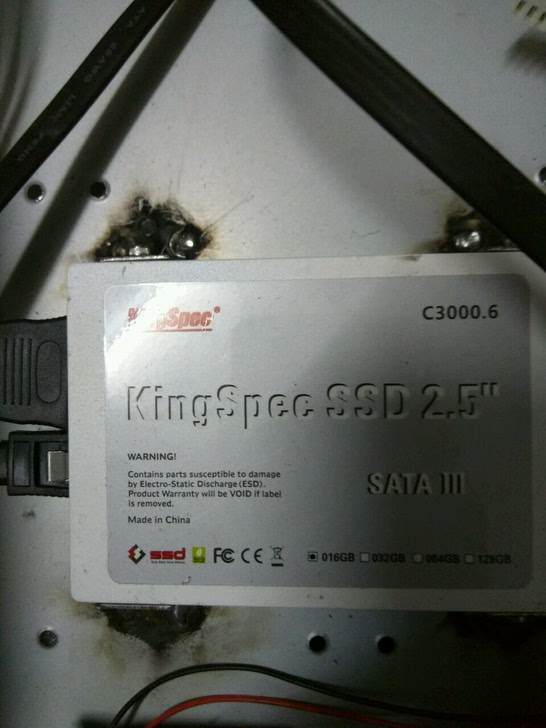 KingSpec®
C3000.6
KingSpec SSD 2.5"
WARNING!
Contains parts susceptible to damage
by Electro-Static Discharge (ESD).
Product Warranty will be VOID if label
is removed.
SATA III
Made in China
ssd
FC CE
016GB 032GB 064GB 128GB